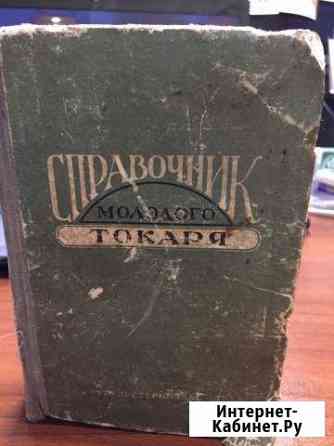 СПРАВОЧНИК
МОЛОДОГО
ТОКАРЯ
Интернет-
Кабинет.Ру